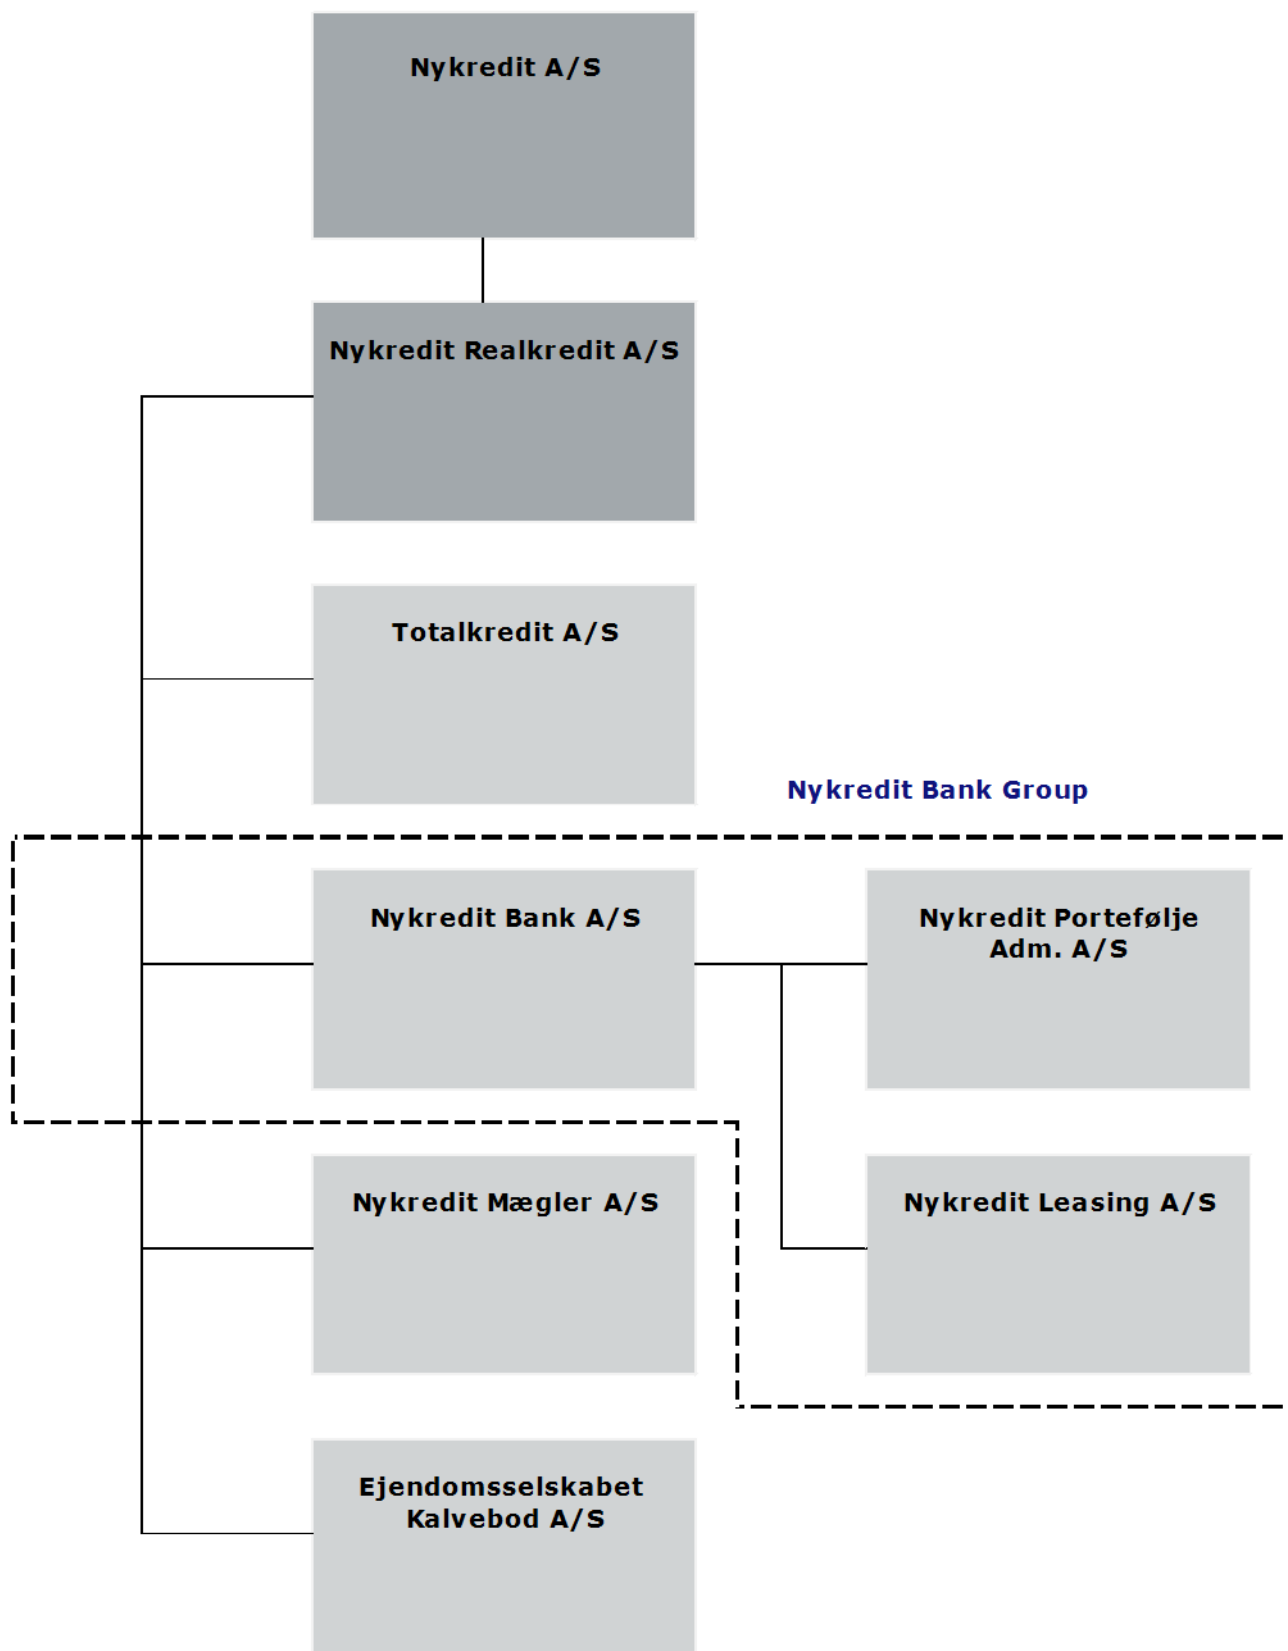 Nykredit A/S
Nykredit Realkredit A/S
Totalkredit A/S
Nykredit Bank Group
Nykredit Bank A/S
Nykredit Portefølje
Adm. A/S
Nykredit Mægler A/S
Nykredit Leasing A/S
Ejendomsselskabet
Kalvebod A/S